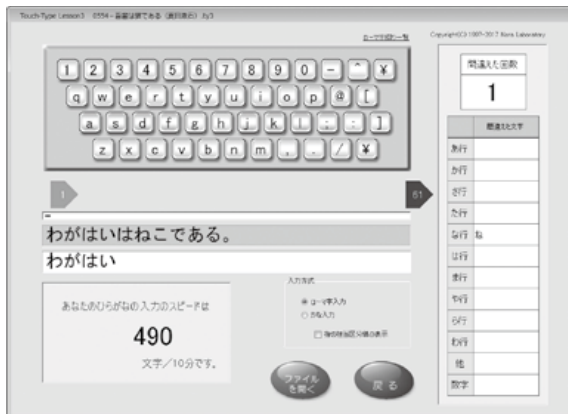 Touch-Type Lesson3
ローマ字対応一覧
1 2 3 4 5 6 7 8 9 0 - ^ ¥
q w e r t y u i o p @ [
a s d f g h j k l ; : ]
z x c v b n m , . / ¥
1
61
わがはいはねこである。
わがはい
あなたのひらがなの入力のスピードは
490
文字/10分です。
入力方式
ローマ字入力
かな入力
ファイルを開く
戻る
間違えた回数
1
間違えた文字
あ行
か行
さ行
た行
な行 ね
は行
ま行
や行
ら行
わ行
他
数字